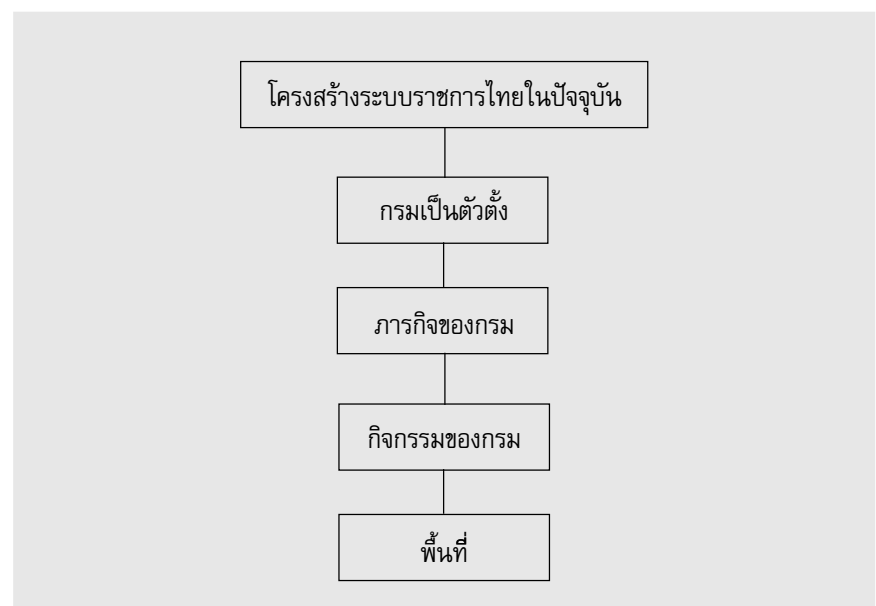 โครงสร้างระบบราชการไทยในปัจจุบัน
กรมเป็นตัวตั้ง
ภารกิจของกรม
กิจกรรมของกรม
พื้นที่